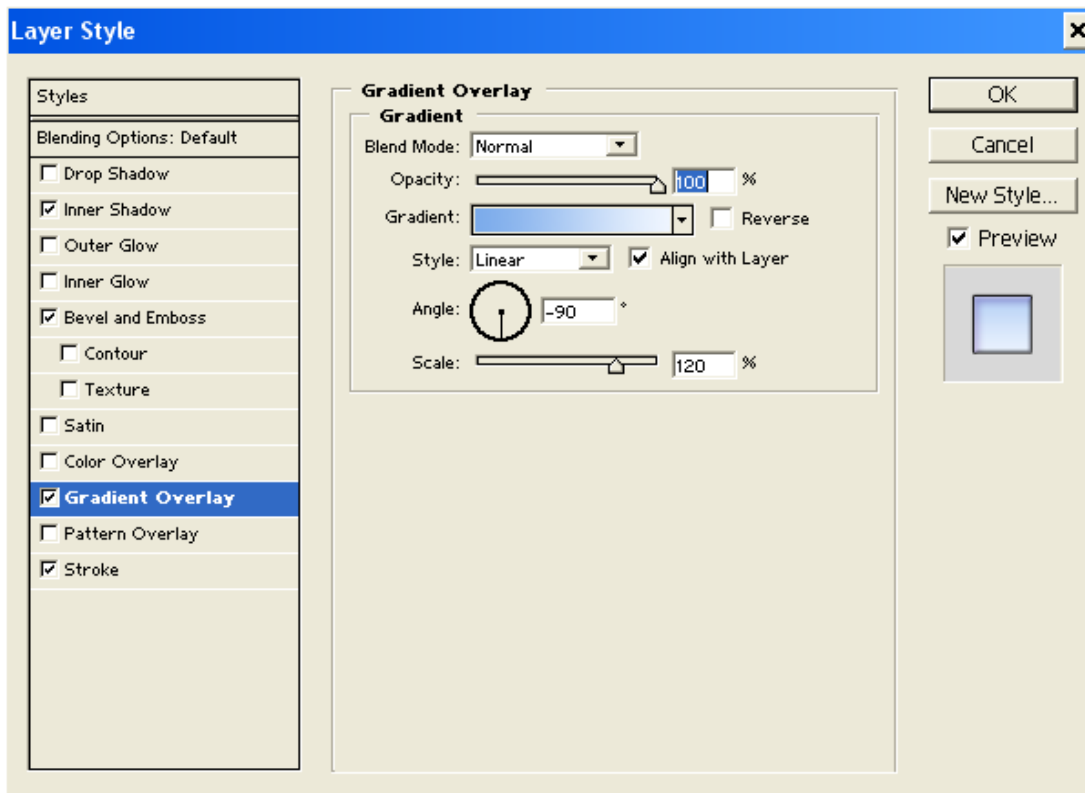 Layer Style
Styles
Blending Options: Default
Drop Shadow
Inner Shadow
Outer Glow
Inner Glow
Bevel and Emboss
Contour
Texture
Satin
Color Overlay
Gradient Overlay
Pattern Overlay
Stroke
Gradient Overlay
Gradient
Blend Mode: Normal
Opacity: 100 %
Gradient: Reverse
Style: Linear Align with Layer
Angle: -90 °
Scale: 120 %
OK
Cancel
New Style...
Preview